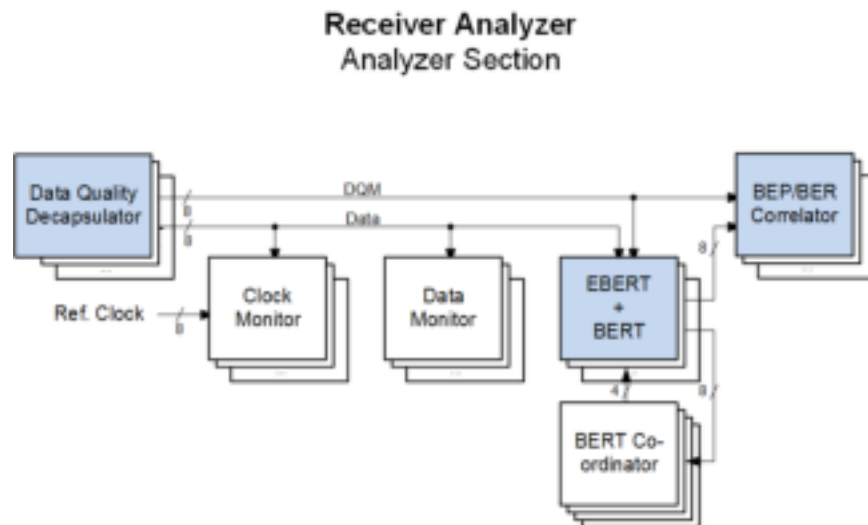 Receiver Analyzer
Analyzer Section
Data Quality
Decapsulator
DQM
8
Data
8
BEP/BER
Correlator
8
Ref. Clock
8
Clock
Monitor
Data
Monitor
EBERT
+
BERT
4
8
BERT Co-
ordinator
...
...
...
...
...